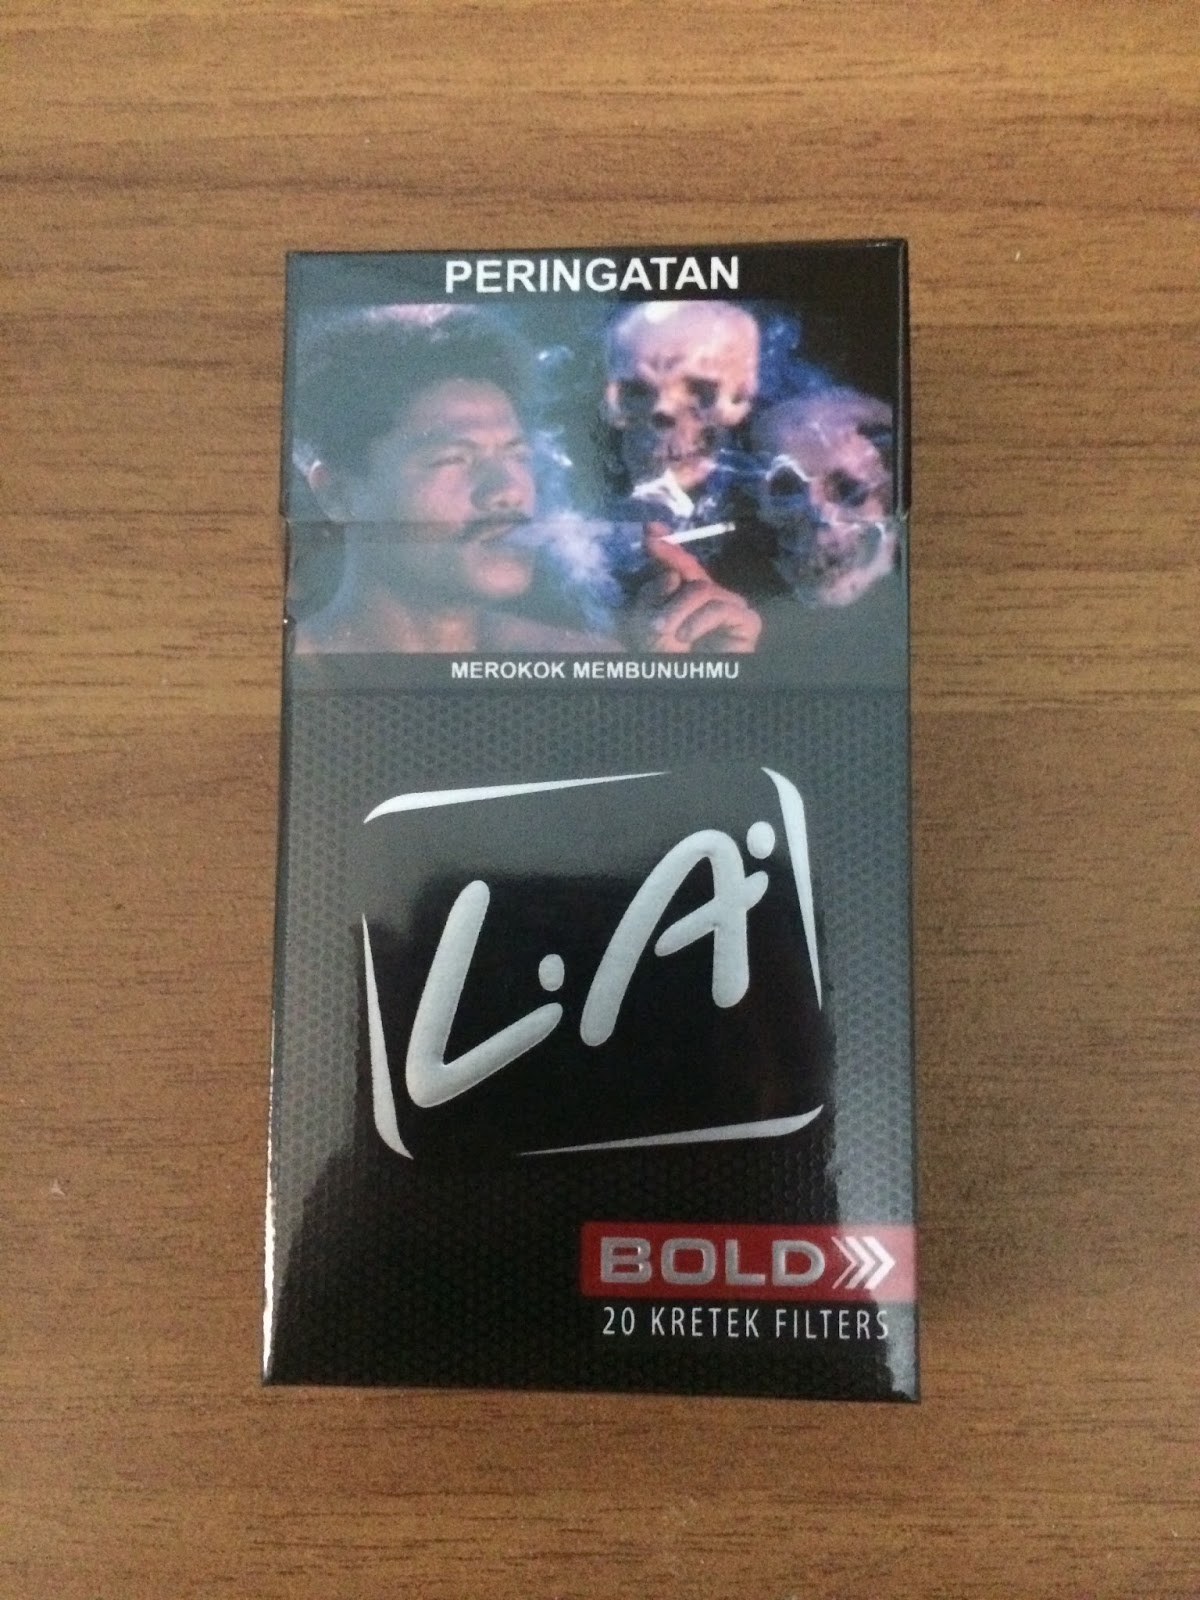 PERINGATAN
MEROKOK MEMBUNUHMU
L.A.
BOLD
20 KRETEK FILTERS